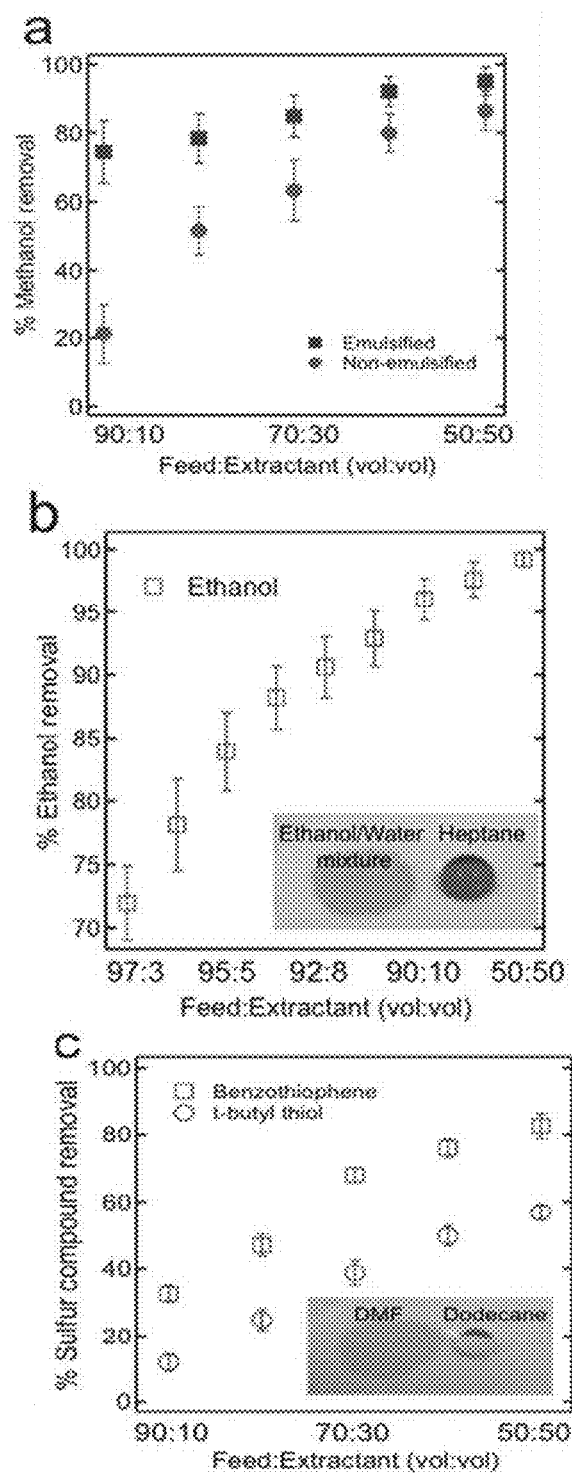 a
100
80
60
40
20
0
% Methanol removal
Emulsified
Non-emulsified
90:10 70:30 50:50
Feed:Extractant (vol:vol)
b
100
95
90
85
80
75
70
% Ethanol removal
Ethanol
Ethanol/Water Heptane
mixture
97:3 95:5 92:8 90:10 50:50
Feed:Extractant (vol:vol)
c
100
80
60
40
20
0
% Sulfur compound removal
Benzothiophene
t-butyl thiol
DMF Dodecane
90:10 70:30 50:50
Feed:Extractant (vol:vol)